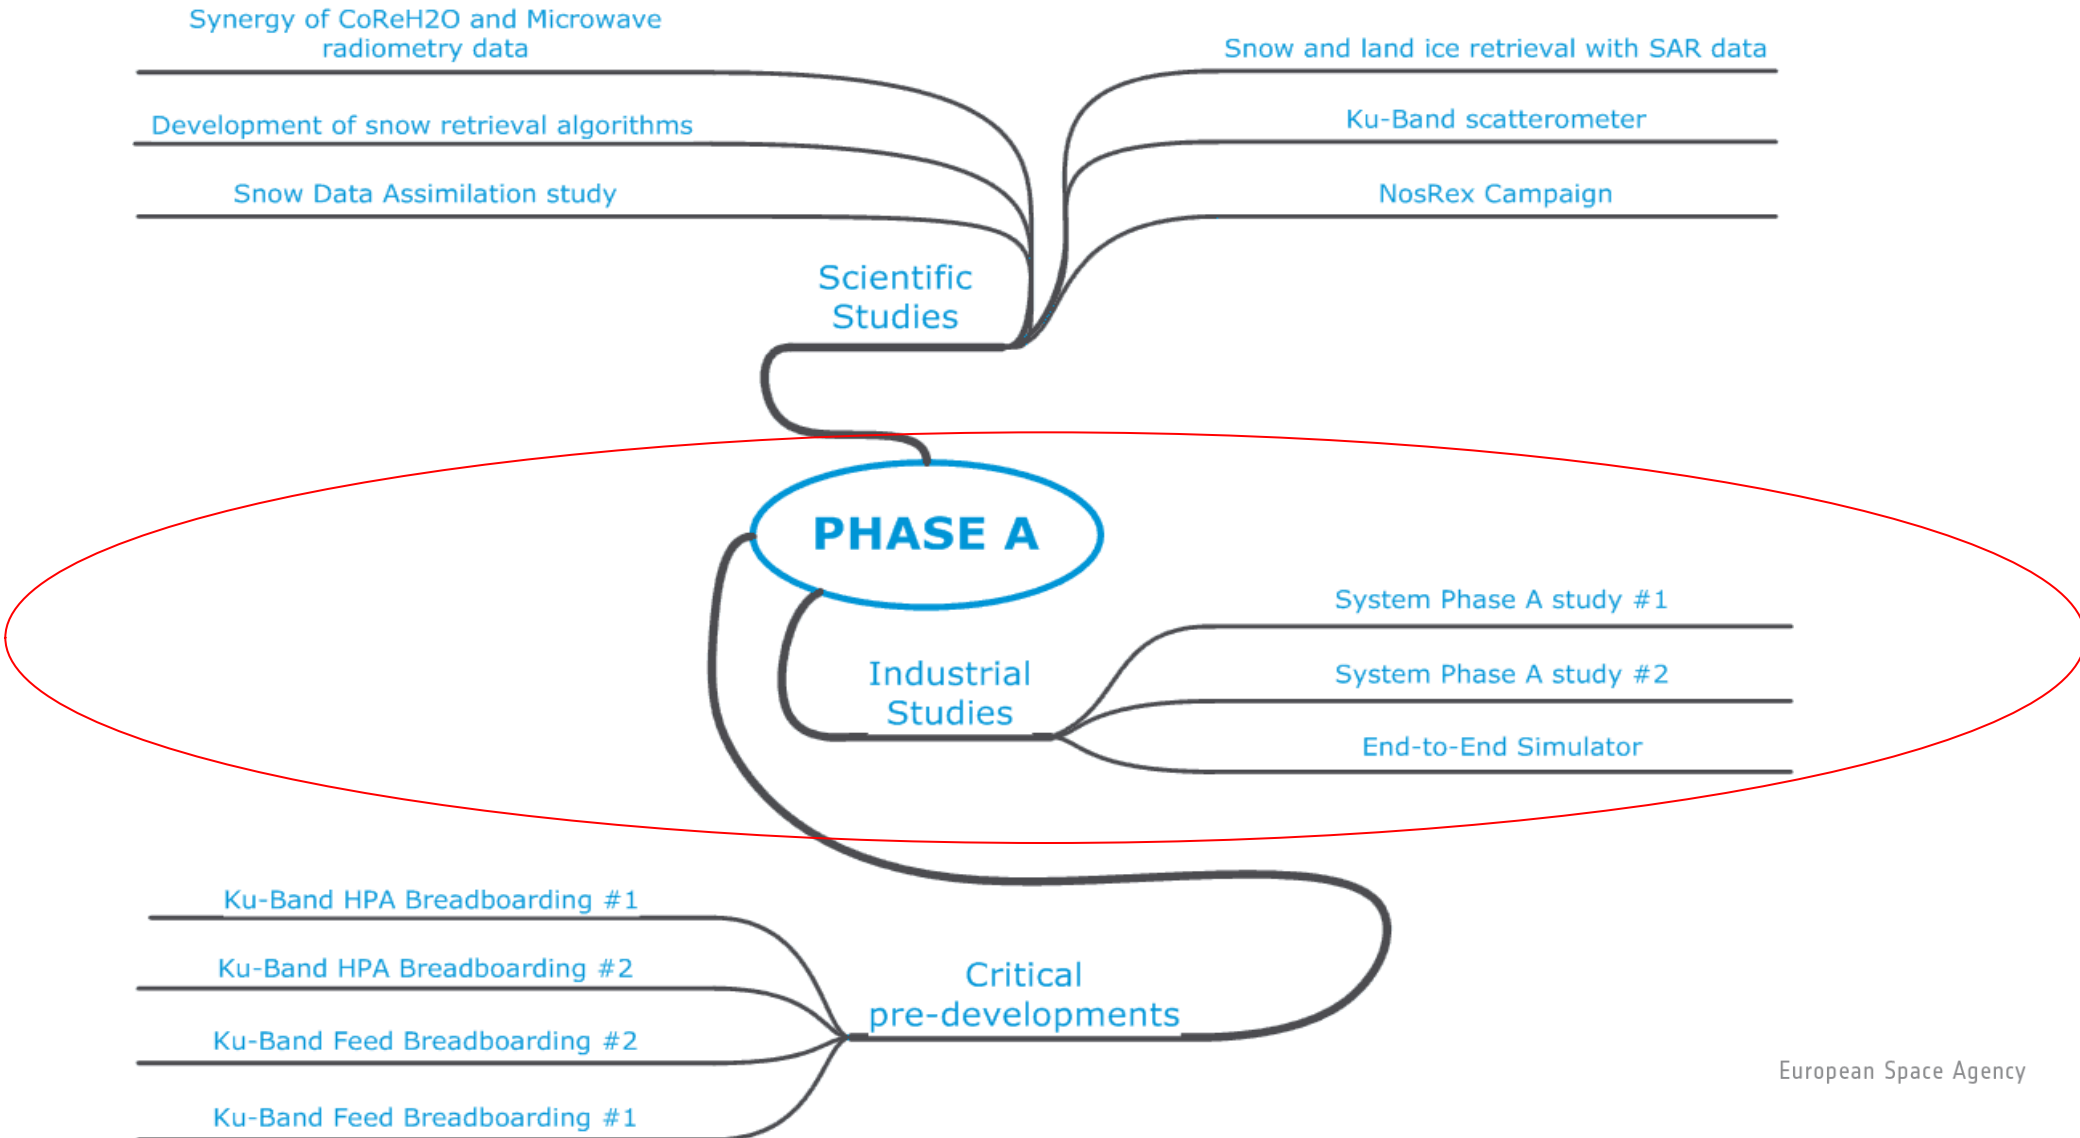 Synergy of CoReH2O and Microwave
radiometry data
Development of snow retrieval algorithms
Snow Data Assimilation study
Snow and land ice retrieval with SAR data
Ku-Band scatterometer
NosRex Campaign
Scientific
Studies
PHASE A
Industrial
Studies
System Phase A study #1
System Phase A study #2
End-to-End Simulator
Ku-Band HPA Breadboarding #1
Ku-Band HPA Breadboarding #2
Ku-Band Feed Breadboarding #2
Ku-Band Feed Breadboarding #1
Critical
pre-developments
European Space Agency